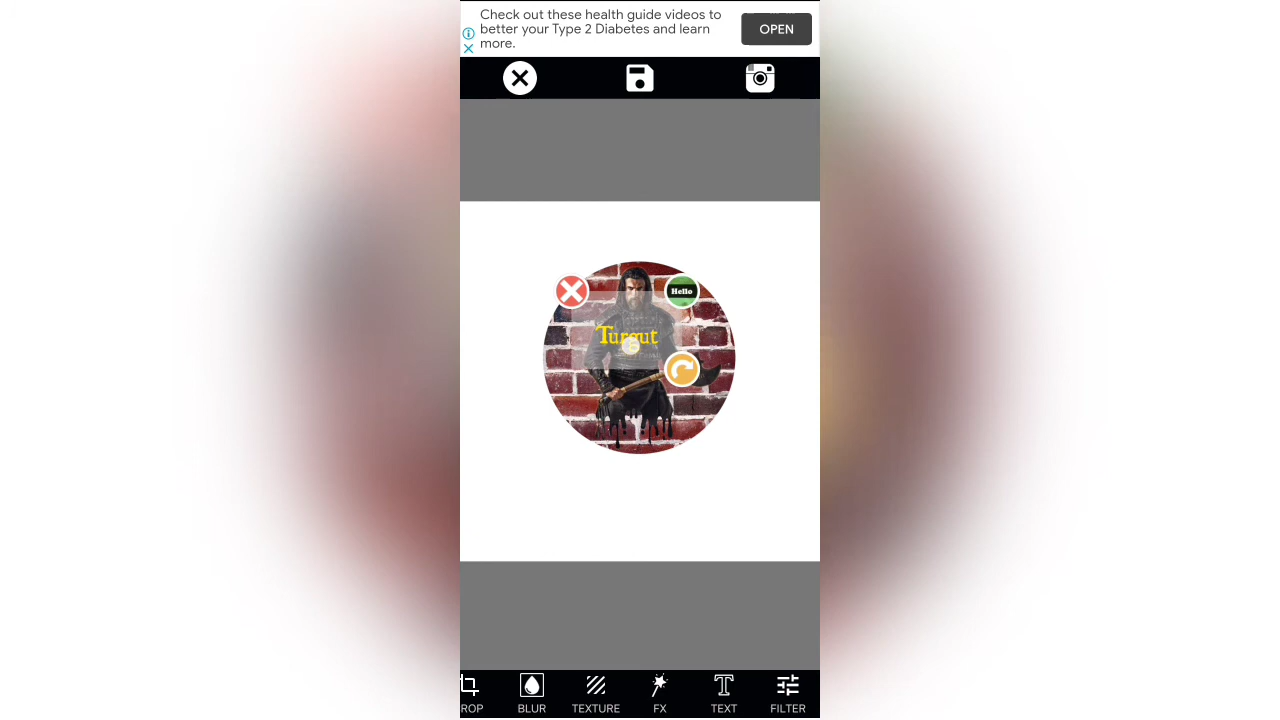 Check out these health guide videos to
better your Type 2 Diabetes and learn
more.
OPEN
Hello
Turgut
ROP
BLUR
TEXTURE
FX
TEXT
FILTER